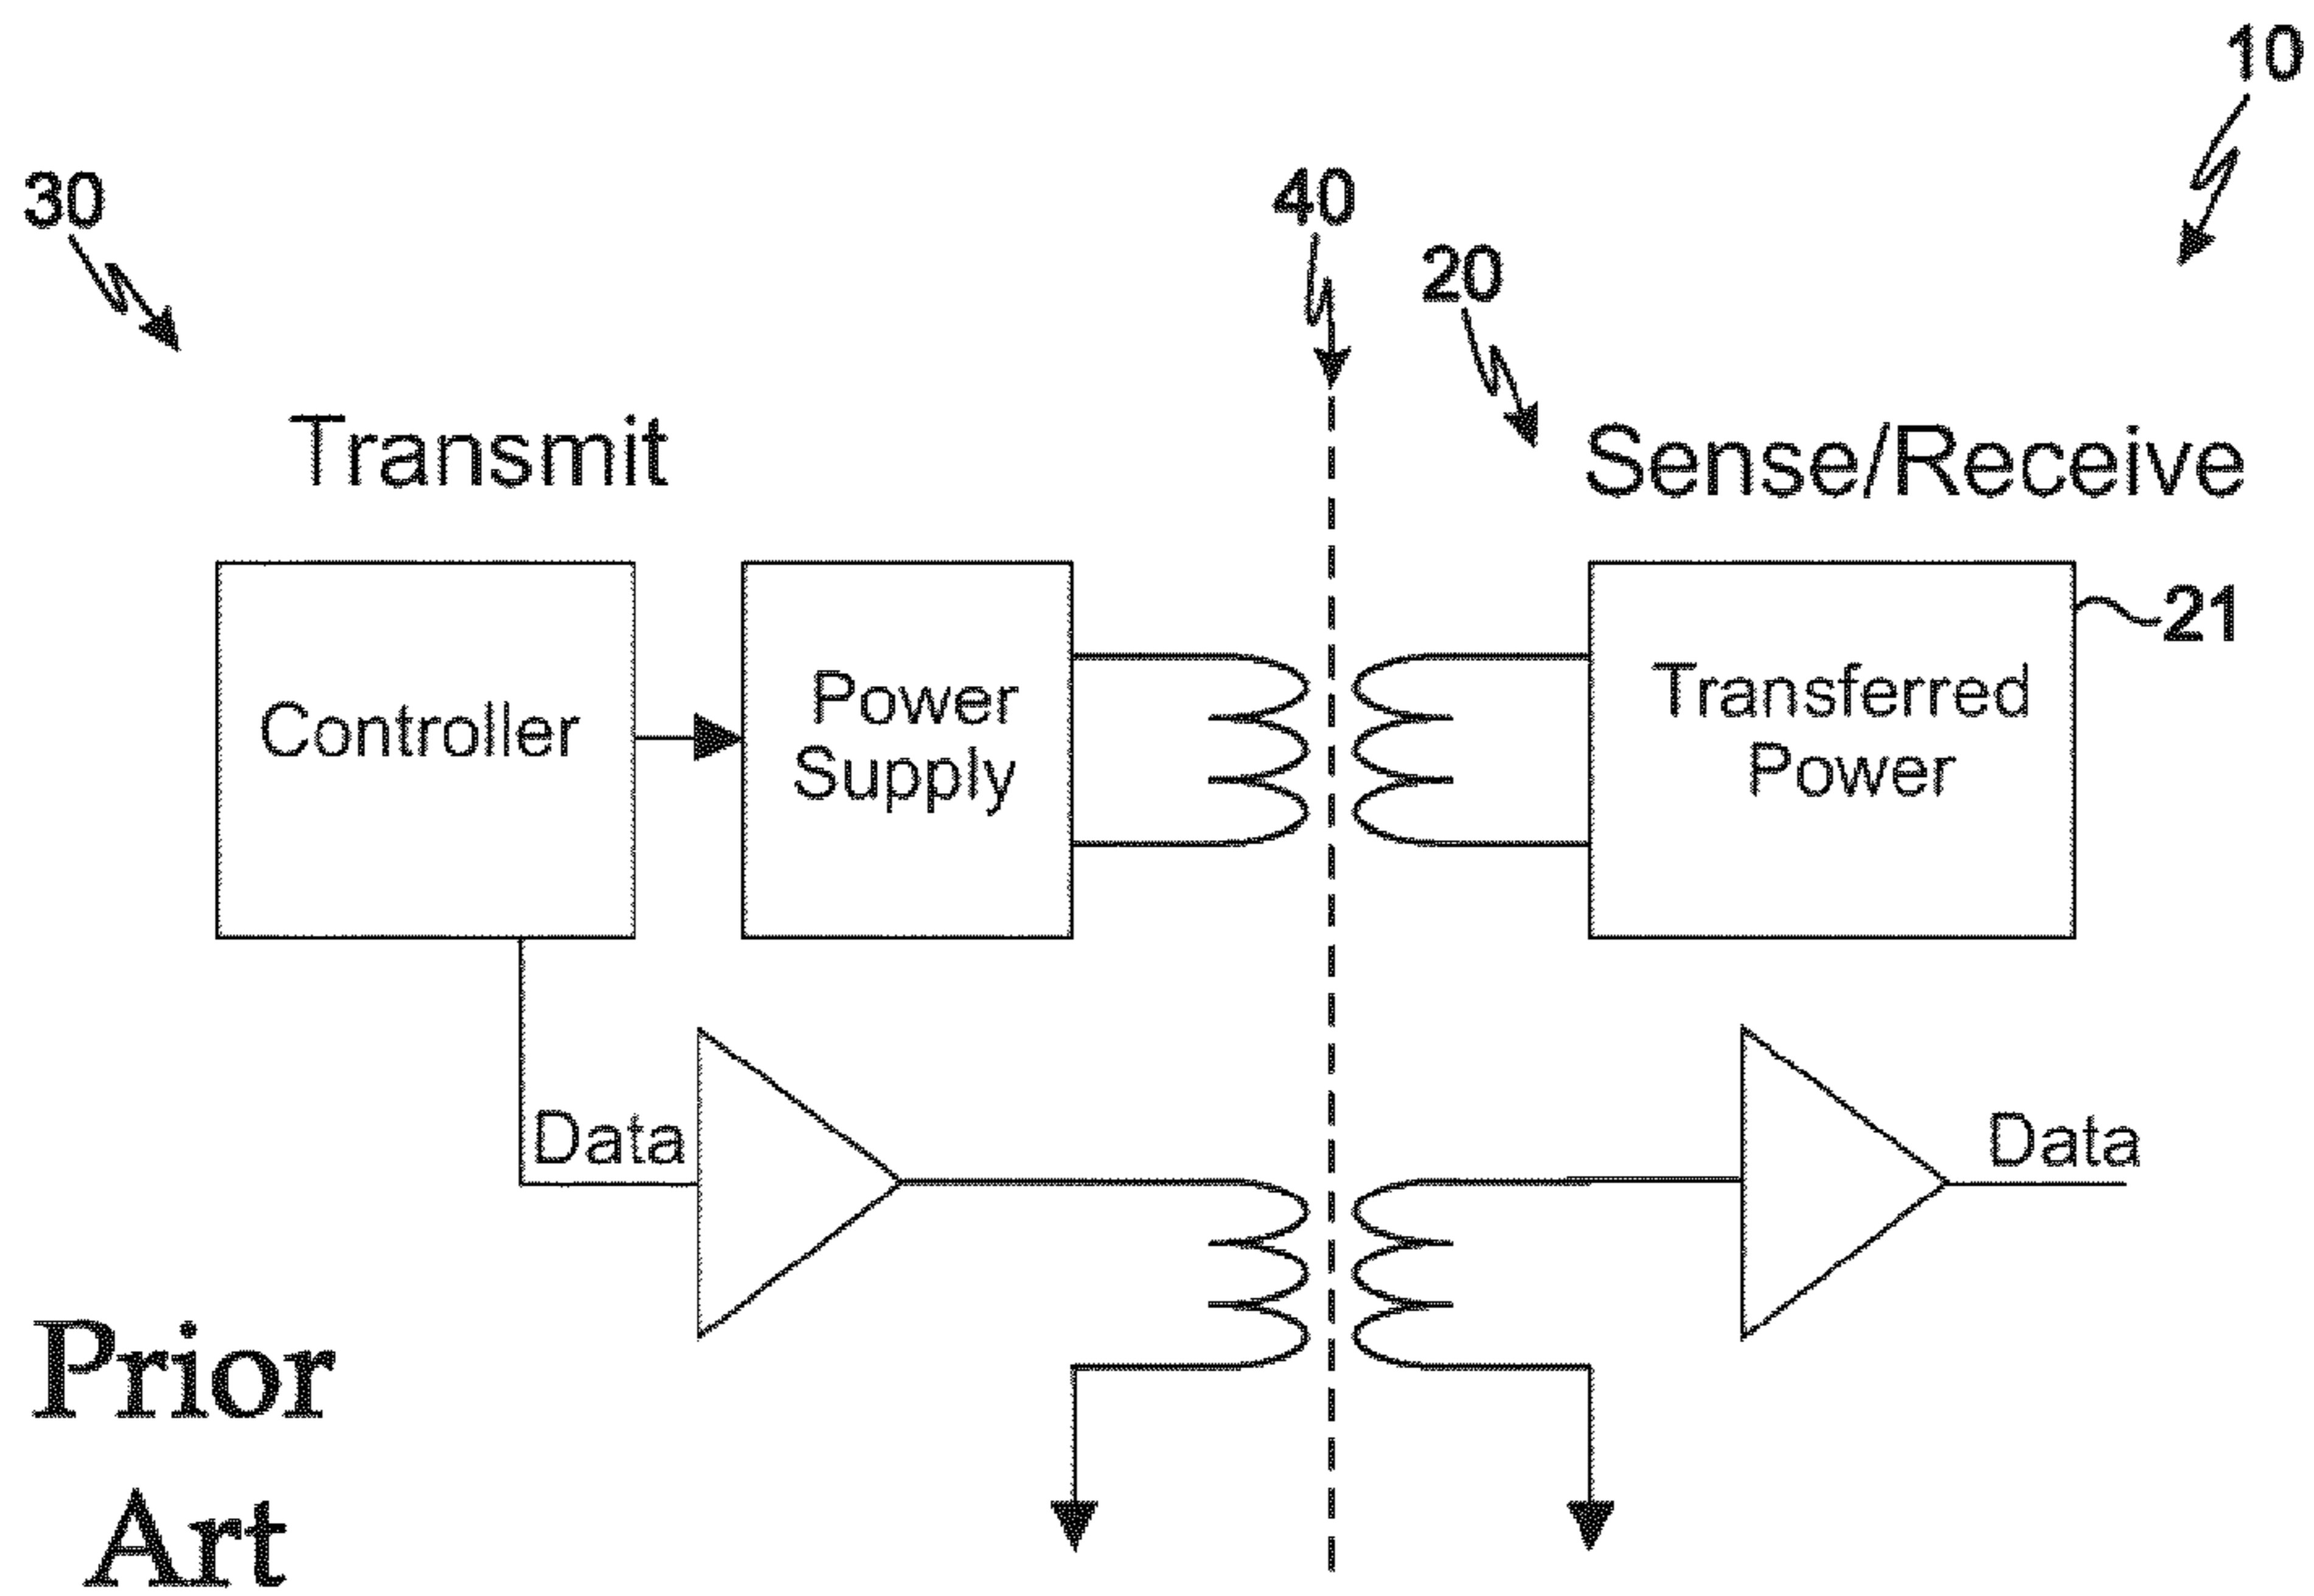 10
30
40
20
Transmit
Sense/Receive
21
Controller
Power
Supply
Transferred
Power
Data
Data
Prior
Art